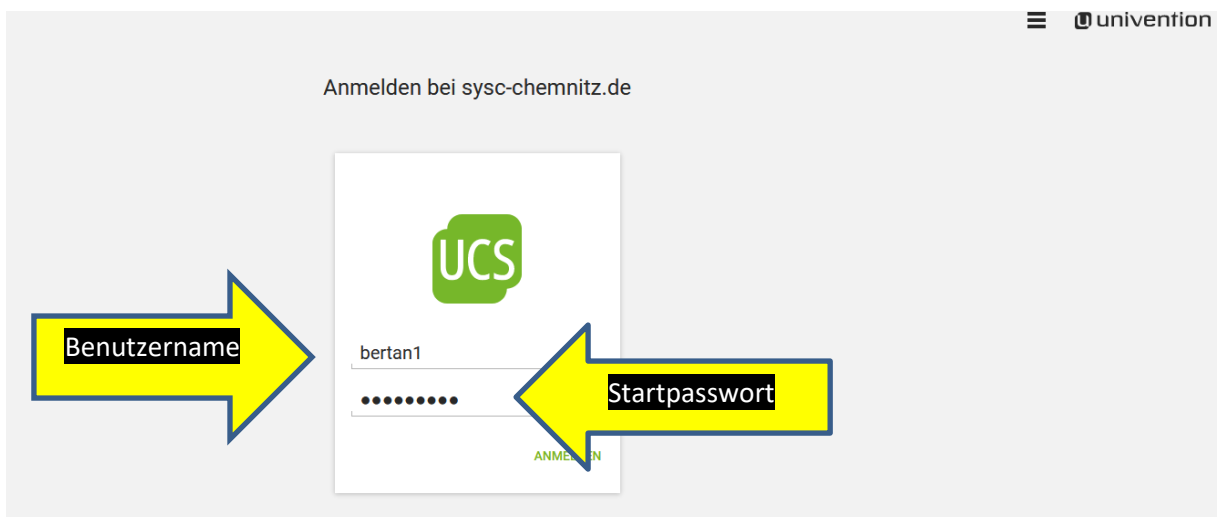 univention
Anmelden bei sysc-chemnitz.de
UCS
Benutzername
bertan1
•••••••••
Startpasswort